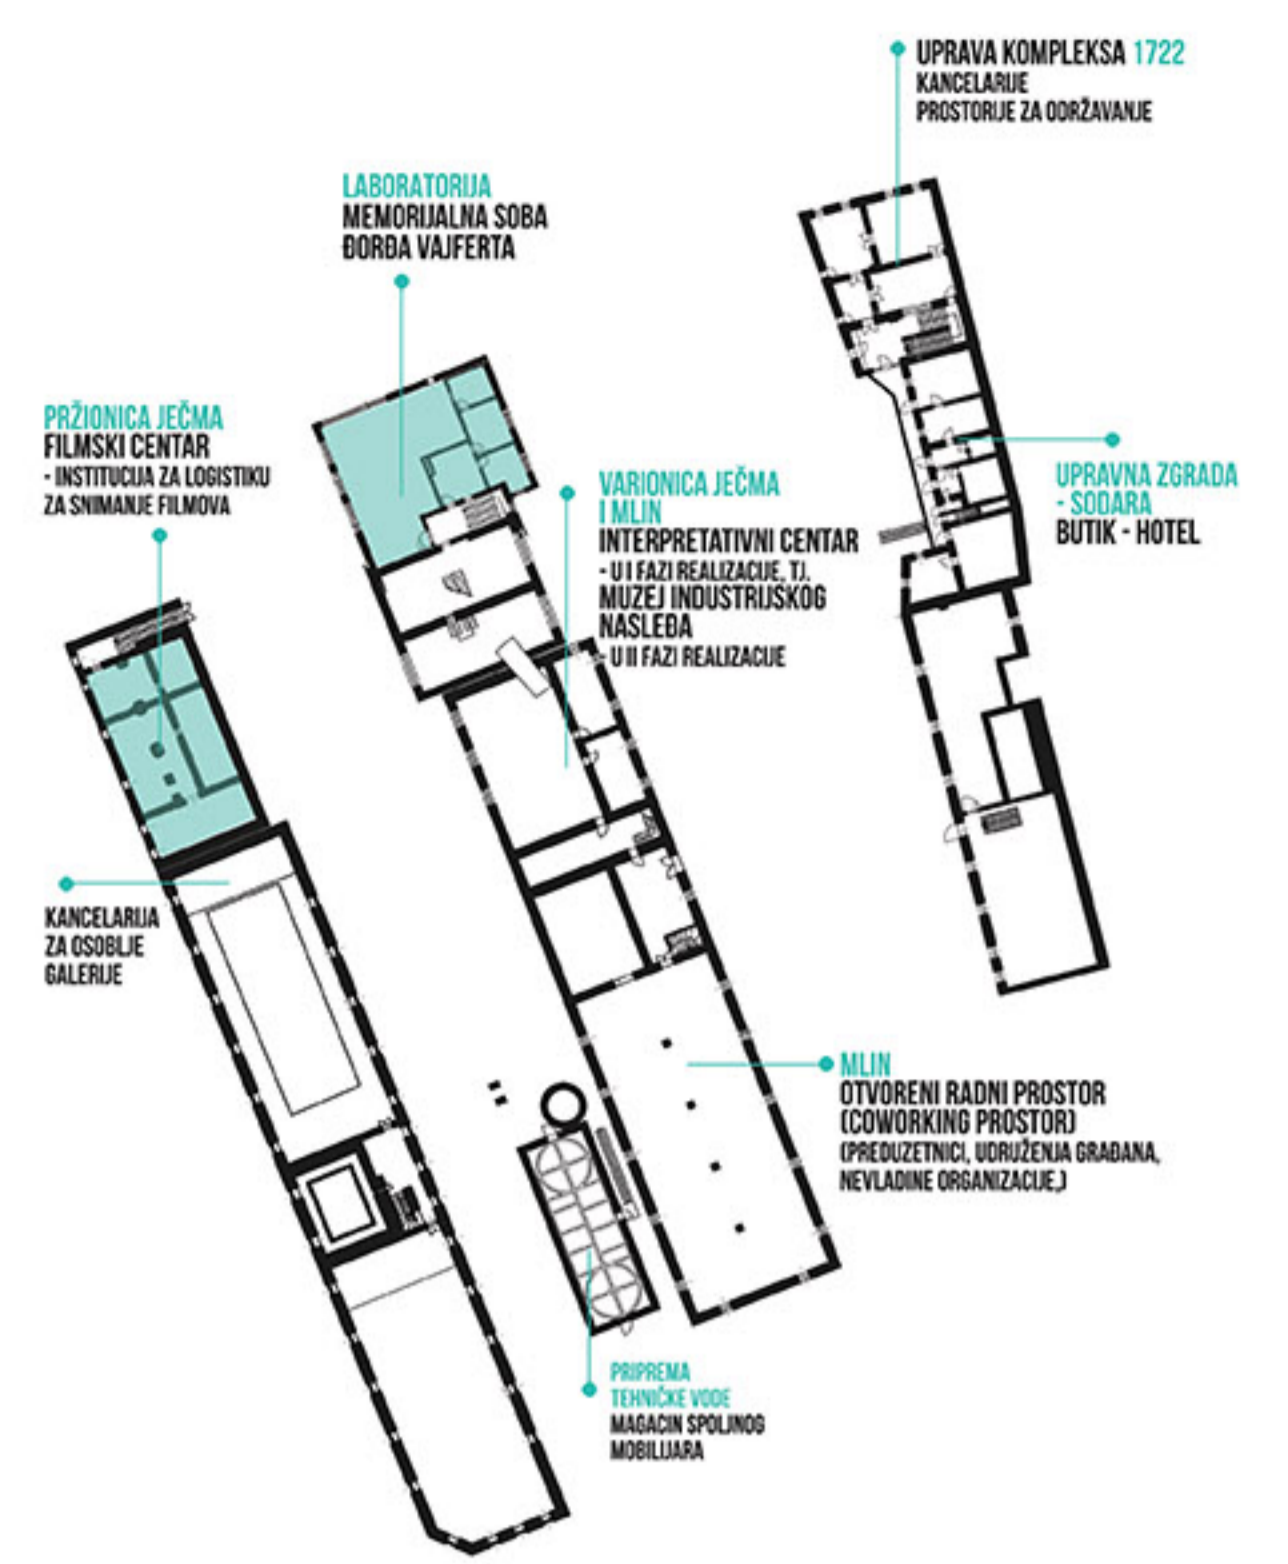 UPRAVA KOMPLEKSA 1722
KANCELARIJE
PROSTORIJE ZA ODRŽAVANJE
LABORATORIJA
MEMORIJALNA SOBA
ĐORĐA VAJFERTA
PRŽIONICA JEČMA
FILMSKI CENTAR
- INSTITUCIJA ZA LOGISTIKU
ZA SNIMANJE FILMOVA
VARIONICA JEČMA
I MLIN
INTERPRETATIVNI CENTAR
- U I FAZI REALIZACIJE, TJ.
MUZEJ INDUSTRIJSKOG
NASLEĐA
- U II FAZI REALIZACIJE
UPRAVNA ZGRADA
- SODARA
BUTIK - HOTEL
KANCELARIJA
ZA OSOBLJE
GALERIJE
MLIN
OTVORENI RADNI PROSTOR
(COWORKING PROSTOR)
(PREDUZETNICI, UDRUŽENJA GRAĐANA,
NEVLADINE ORGANIZACIJE,)
PRIPREMA
TEHNIČKE VODE
MAGACIN SPOLJNOG
MOBILIJARA